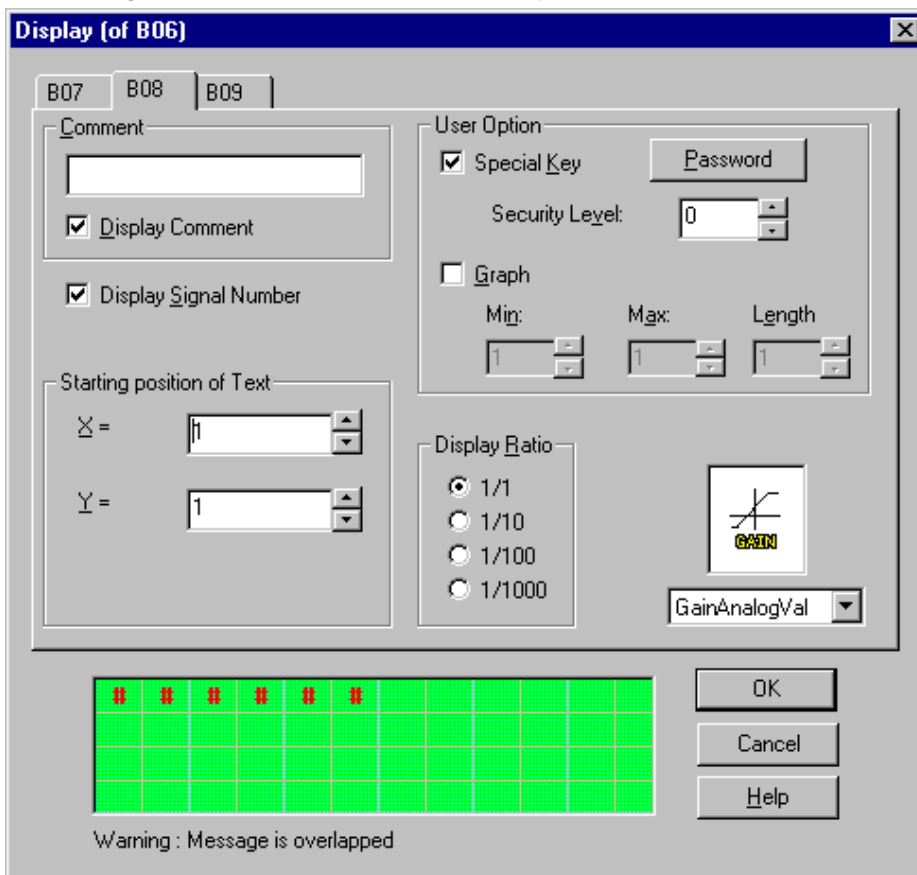 Display (of B06)
B07 B08 B09
Comment
Display Comment
Display Signal Number
Starting position of Text
X = 1
Y = 1
User Option
Special Key Password
Security Level: 0
Graph
Min: Max: Length
1 1 1
Display Ratio
1/1
1/10
1/100
1/1000
GAIN
GainAnalogVal
# # # # # #
OK
Cancel
Help
Warning : Message is overlapped